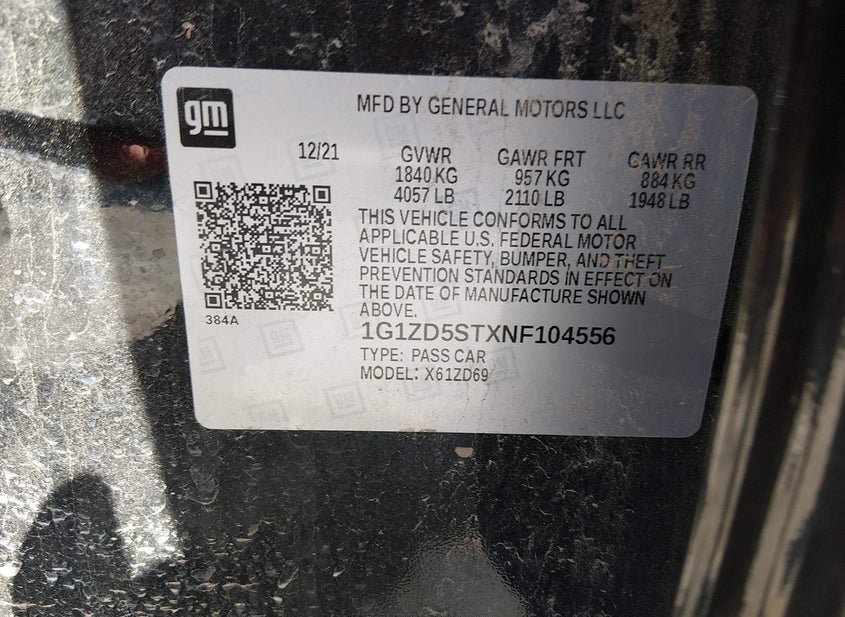 gm
MFD BY GENERAL MOTORS LLC
12/21 GVWR GAWR FRT GAWR RR
1840 KG 957 KG 884 KG
4057 LB 2110 LB 1948 LB
THIS VEHICLE CONFORMS TO ALL
APPLICABLE U.S. FEDERAL MOTOR
VEHICLE SAFETY, BUMPER, AND THEFT
PREVENTION STANDARDS IN EFFECT ON
THE DATE OF MANUFACTURE SHOWN
ABOVE.
384A
1G1ZD5STXNF104556
TYPE: PASS CAR
MODEL: X61ZD69